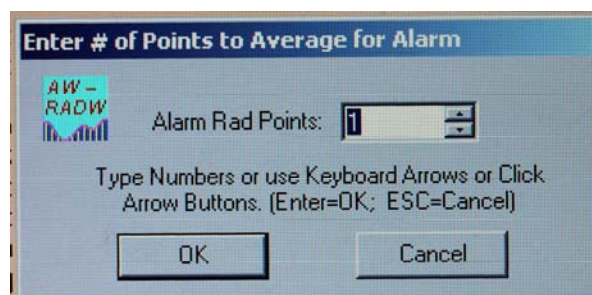 Enter # of Points to Average for Alarm
AW –
RADW
Alarm Rad Points: 1
Type Numbers or use Keyboard Arrows or Click
Arrow Buttons. (Enter=OK; ESC=Cancel)
OK
Cancel